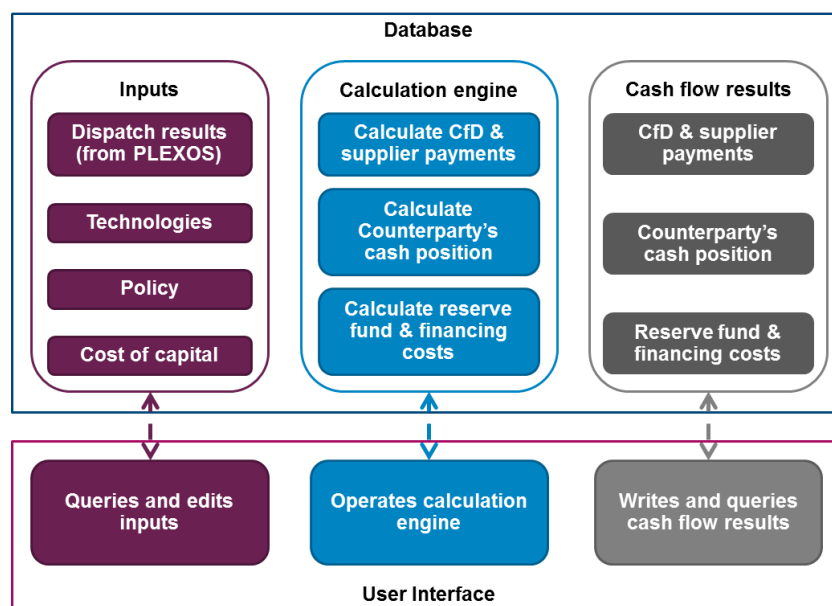 Database
Inputs
Dispatch results
(from PLEXOS)
Technologies
Policy
Cost of capital
Calculation engine
Calculate CfD &
supplier payments
Calculate
Counterparty's
cash position
Calculate reserve
fund & financing
costs
Cash flow results
CfD & supplier
payments
Counterparty's
cash position
Reserve fund &
financing costs
Queries and edits
inputs
Operates calculation
engine
Writes and queries
cash flow results
User Interface